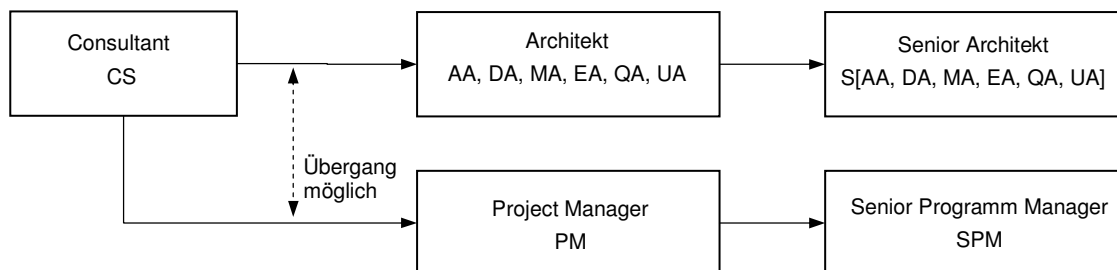 Consultant
CS
Architekt
AA, DA, MA, EA, QA, UA
Senior Architekt
S[AA, DA, MA, EA, QA, UA]
Übergang
möglich
Project Manager
PM
Senior Programm Manager
SPM